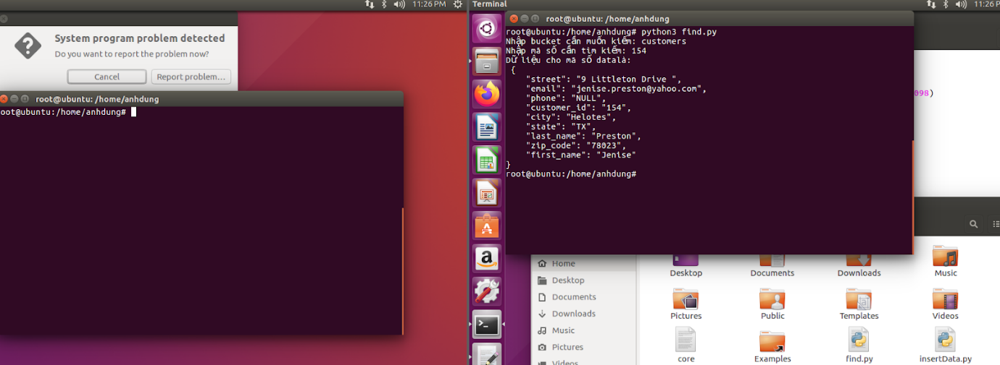 11:26 PM
System program problem detected
Do you want to report the problem now?
Cancel
Report problem...
root@ubuntu: /home/anhdung
root@ubuntu:/home/anhdung#
Terminal
11:26 P
root@ubuntu: /home/anhdung
root@ubuntu:/home/anhdung# python3 find.py
Nhập bucket cần muốn kiếm: customers
Nhập mã số cần tìm kiếm: 154
Dữ liệu cho mã số datalà:
{
"street": "9 Littleton Drive ",
"email": "jenise.preston@yahoo.com",
"phone": "NULL",
"customer_id": "154",
"city": "Helotes",
"state": "TX",
"last_name": "Preston",
"zip_code": "78023",
"first_name": "Jenise"
}
root@ubuntu:/home/anhdung#
098)
Home
Desktop
Documents
Downloads
Music
Pictures
Videos
Desktop
Documents
Downloads
Music
Pictures
Public
Templates
Videos
core
Examples
find.py
insertData.py